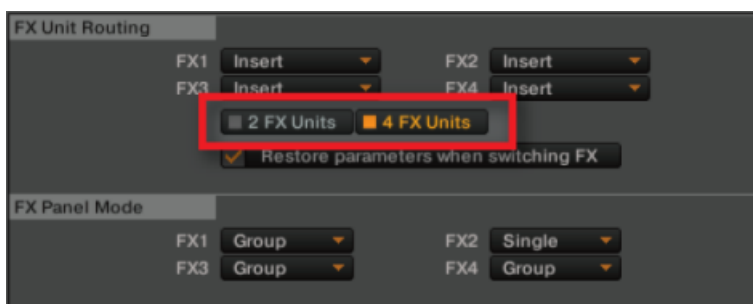 FX Unit Routing
FX1 Insert FX2 Insert
FX3 Insert FX4 Insert
2 FX Units 4 FX Units
Restore parameters when switching FX
FX Panel Mode
FX1 Group FX2 Single
FX3 Group FX4 Group